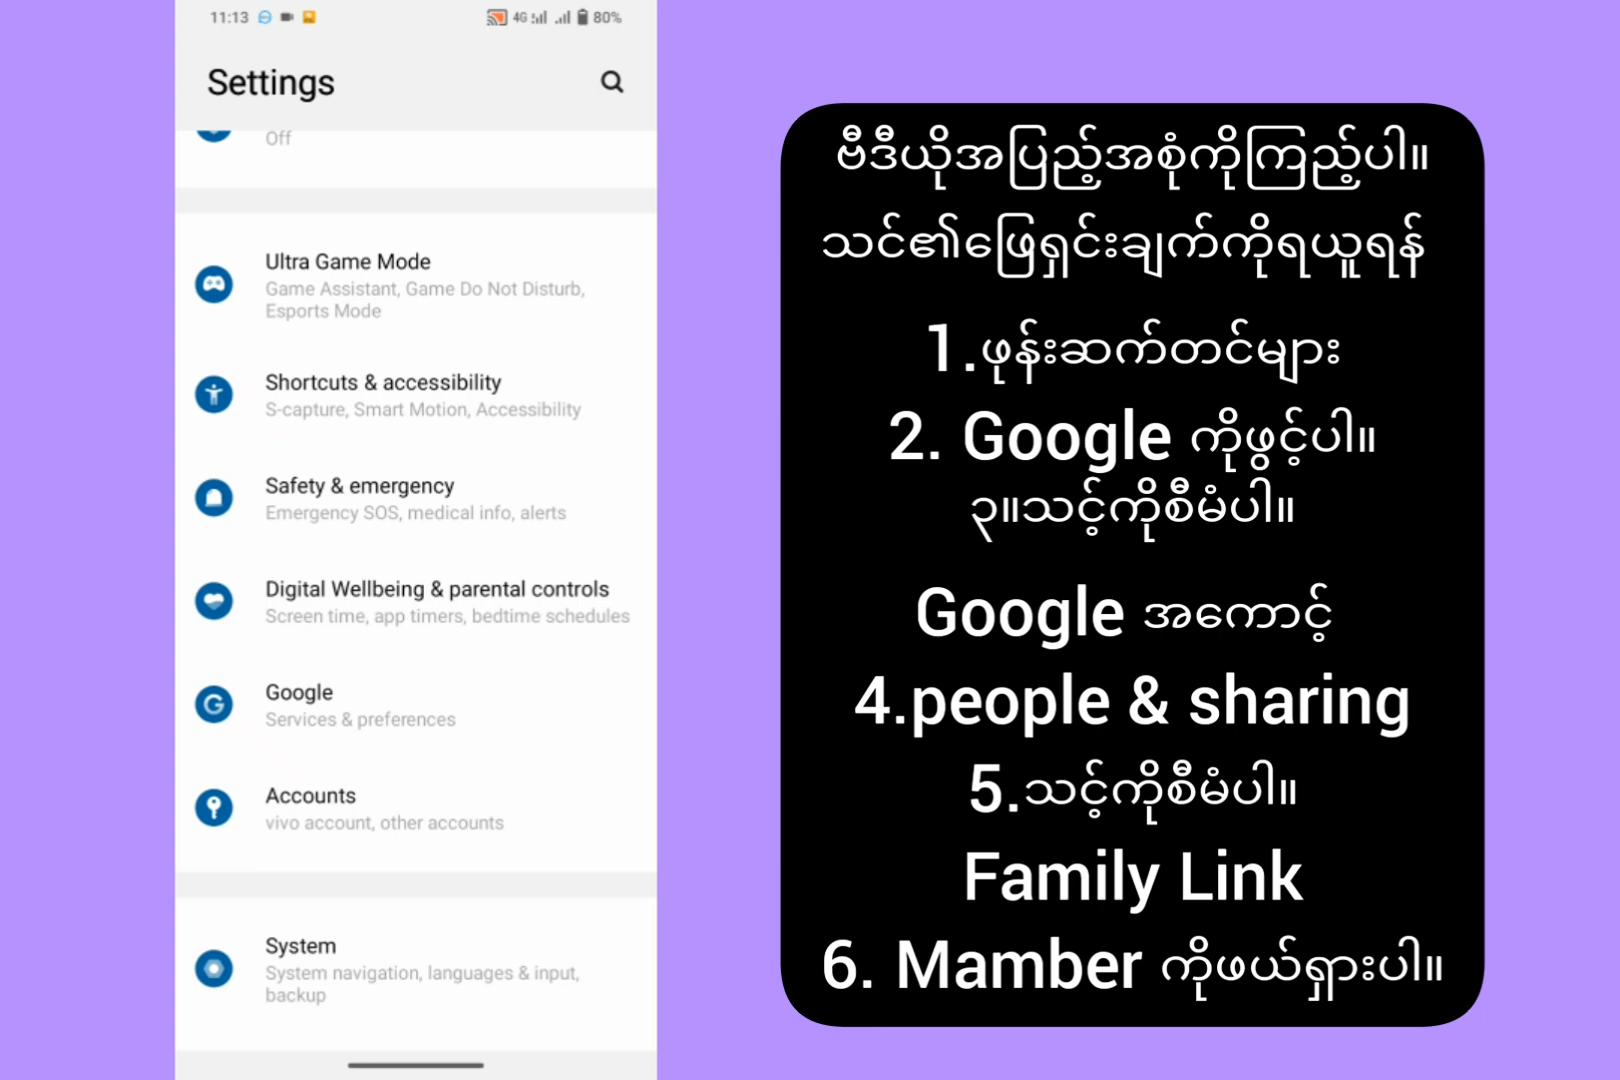 11:13
4G
80%
Settings
Off
Ultra Game Mode
Game Assistant, Game Do Not Disturb,
Esports Mode
Shortcuts & accessibility
S-capture, Smart Motion, Accessibility
Safety & emergency
Emergency SOS, medical info, alerts
Digital Wellbeing & parental controls
Screen time, app timers, bedtime schedules
Google
Services & preferences
Accounts
vivo account, other accounts
System
System navigation, languages & input,
backup
ဗီဒီယိုအပြည့်အစုံကိုကြည့်ပါ။
သင်၏ဖြေရှင်းချက်ကိုရယူရန်
1.ဖုန်းဆက်တင်များ
2. Google ကိုဖွင့်ပါ။
၃။သင့်ကိုစီမံပါ။
Google အကောင့်
4.people & sharing
5.သင့်ကိုစီမံပါ။
Family Link
6. Mamber ကိုဖယ်ရှားပါ။